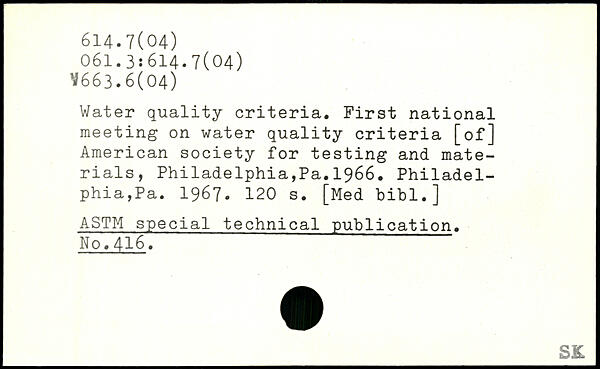 614.7(04)
061.3:614.7(04)
V663.6(04)
Water quality criteria. First national
meeting on water quality criteria [of]
American society for testing and mate-
rials, Philadelphia,Pa.1966. Philadel-
phia,Pa. 1967. 120 s. [Med bibl.]
ASTM special technical publication.
No.416.
SK